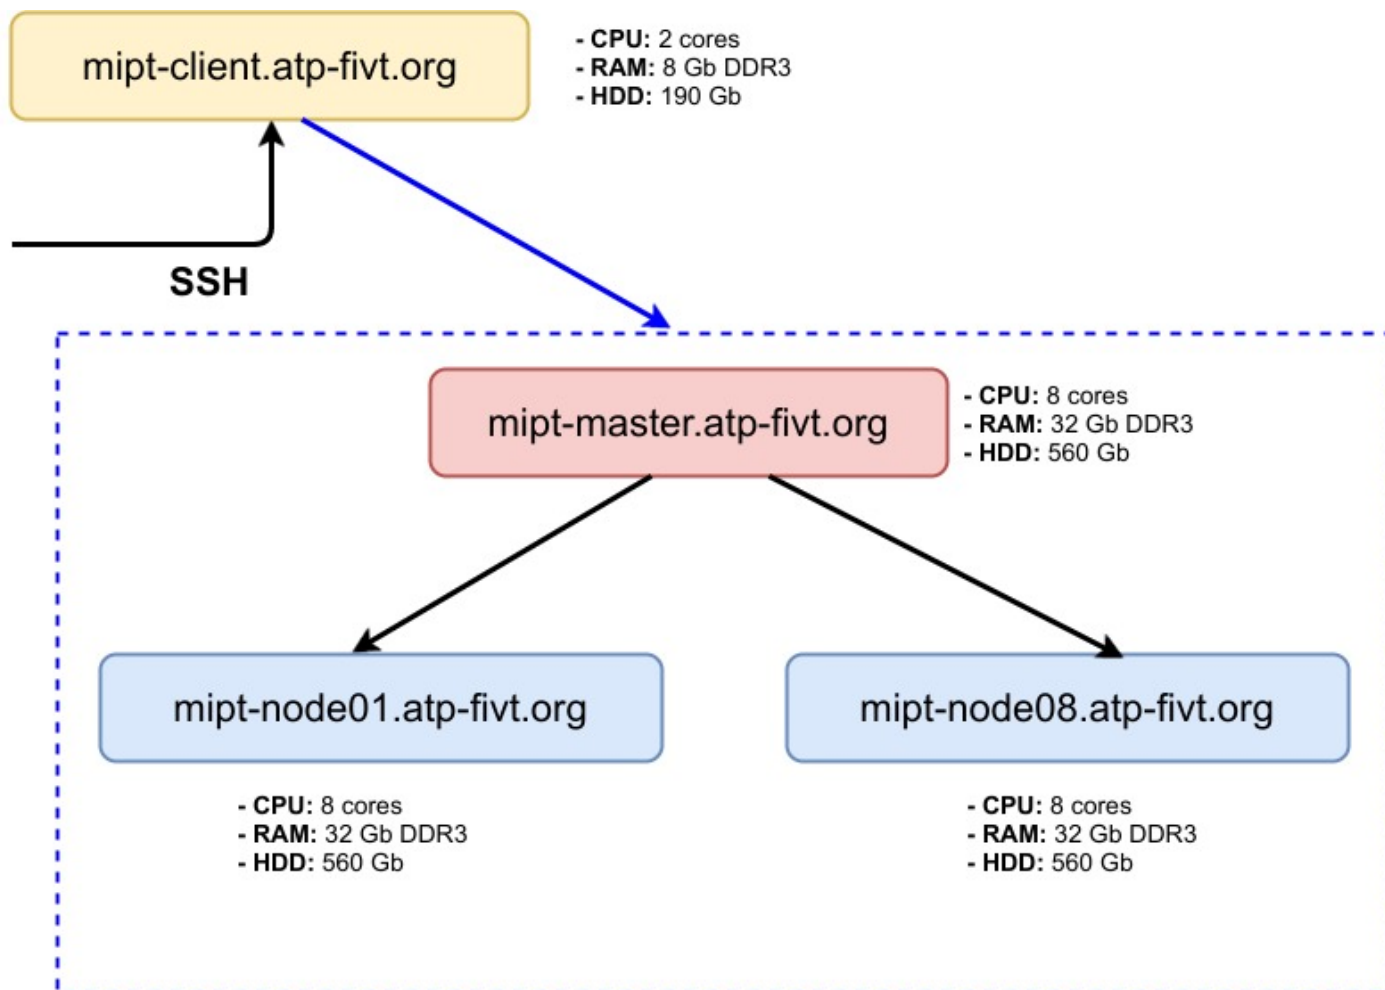 mipt-client.atp-fivt.org
- CPU: 2 cores
- RAM: 8 Gb DDR3
- HDD: 190 Gb
SSH
mipt-master.atp-fivt.org
- CPU: 8 cores
- RAM: 32 Gb DDR3
- HDD: 560 Gb
mipt-node01.atp-fivt.org
- CPU: 8 cores
- RAM: 32 Gb DDR3
- HDD: 560 Gb
mipt-node08.atp-fivt.org
- CPU: 8 cores
- RAM: 32 Gb DDR3
- HDD: 560 Gb